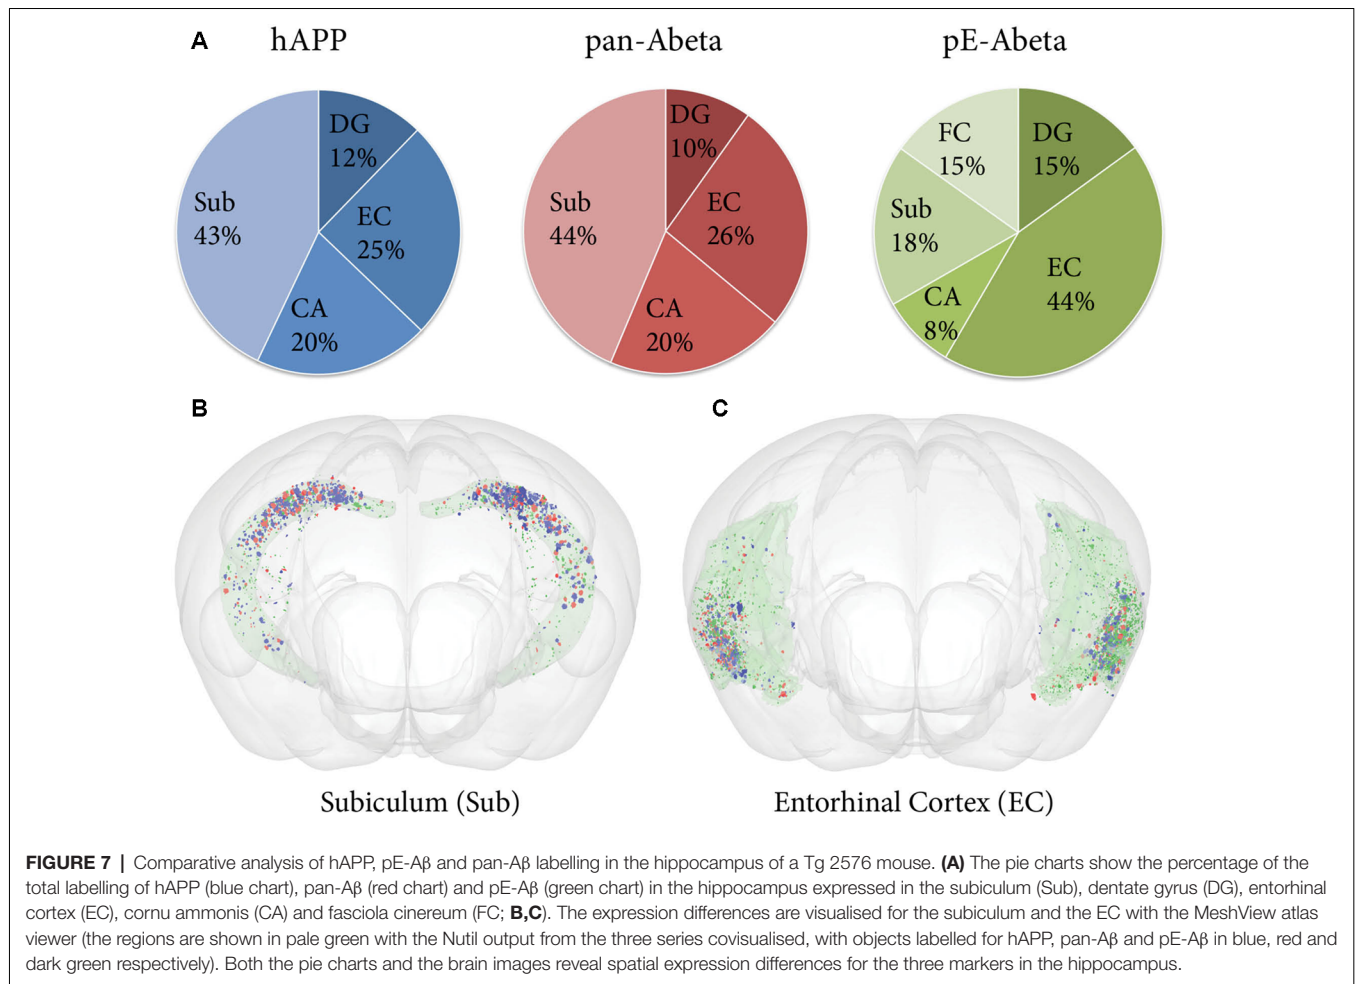 A
hAPP
pan-Abeta
pE-Abeta
DG
12%
EC
25%
CA
20%
Sub
43%
DG
10%
EC
26%
CA
20%
Sub
44%
FC
15%
DG
15%
Sub
18%
CA
8%
EC
44%
B
C
Subiculum (Sub)
Entorhinal Cortex (EC)
FIGURE 7 | Comparative analysis of hAPP, pE-Aβ and pan-Aβ labelling in the hippocampus of a Tg 2576 mouse. (A) The pie charts show the percentage of the
total labelling of hAPP (blue chart), pan-Aβ (red chart) and pE-Aβ (green chart) in the hippocampus expressed in the subiculum (Sub), dentate gyrus (DG), entorhinal
cortex (EC), cornu ammonis (CA) and fasciola cinereum (FC; B,C). The expression differences are visualised for the subiculum and the EC with the MeshView atlas
viewer (the regions are shown in pale green with the Nutil output from the three series covisualised, with objects labelled for hAPP, pan-Aβ and pE-Aβ in blue, red and
dark green respectively). Both the pie charts and the brain images reveal spatial expression differences for the three markers in the hippocampus.